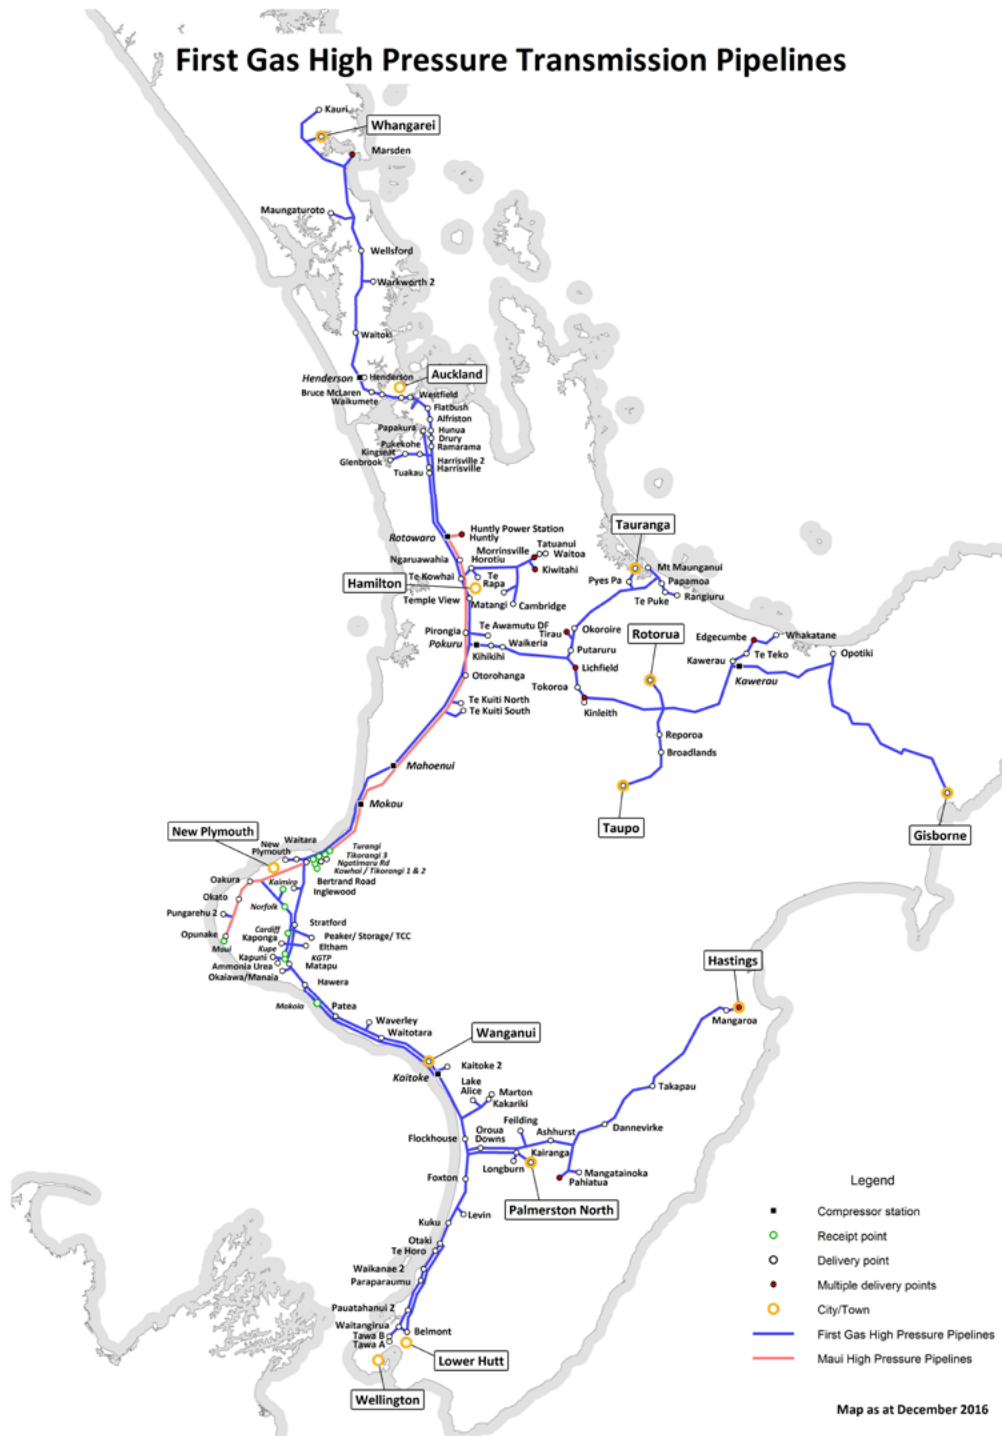 First Gas High Pressure Transmission Pipelines
Kauri
Whangarei
Marsden
Maungaturoto
Wellsford
Warkworth 2
Waitoki
Henderson
Henderson
Auckland
Bruce McLaren
Waikumete
Westfield
Flatbush
Alfriston
Papakura
Hunua
Drury
Pukekohe
Ramarama
Kingseat
Glenbrook
Harrisville 2
Harrisville
Tuakau
Rotowaro
Huntly Power Station
Huntly
Ngaruawahia
Horotiu
Morrinsville
Tatuanui
Waitoa
Kiwitahi
Te Kowhai
Te
Rapa
Hamilton
Temple View
Matangi
Cambridge
Tauranga
Mt Maunganui
Pyes Pa
Papamoa
Te Puke
Rangiuru
Pirongia
Te Awamutu DF
Pokuru
Kihikihi
Waikeria
Tirau
Okoroire
Putaruru
Rotorua
Edgecumbe
Whakatane
Te Teko
Kawerau
Kawerau
Opotiki
Lichfield
Otorohanga
Tokoroa
Kinleith
Te Kuiti North
Te Kuiti South
Reporoa
Broadlands
Mahoenui
Mokau
Taupo
Gisborne
New Plymouth
New
Plymouth
Waitara
Turangi
Tikorangi 3
Ngatimaru Rd
Kowhai / Tikorangi 1 & 2
Oakura
Kaimiro
Bertrand Road
Inglewood
Okato
Norfolk
Pungarehu 2
Stratford
Cardiff
Kaponga
Peaker/ Storage/ TCC
Opunake
Maui
Kupe
Eltham
Kapuni
KGTP
Ammonia Urea
Matapu
Okaiawa/Manaia
Hawera
Mokoia
Patea
Waverley
Waitotara
Wanganui
Hastings
Mangaroa
Kaitoke
Kaitoke 2
Lake
Alice
Marton
Kakariki
Takapau
Feilding
Flockhouse
Oroua
Downs
Ashhurst
Dannevirke
Kairanga
Longburn
Foxton
Mangatainoka
Pahiatua
Palmerston North
Levin
Kuku
Otaki
Te Horo
Waikanae 2
Paraparaumu
Pauatahanui 2
Waitangirua
Belmont
Tawa B
Tawa A
Lower Hutt
Wellington
Legend
Compressor station
Receipt point
Delivery point
Multiple delivery points
City/Town
First Gas High Pressure Pipelines
Maui High Pressure Pipelines
Map as at December 2016